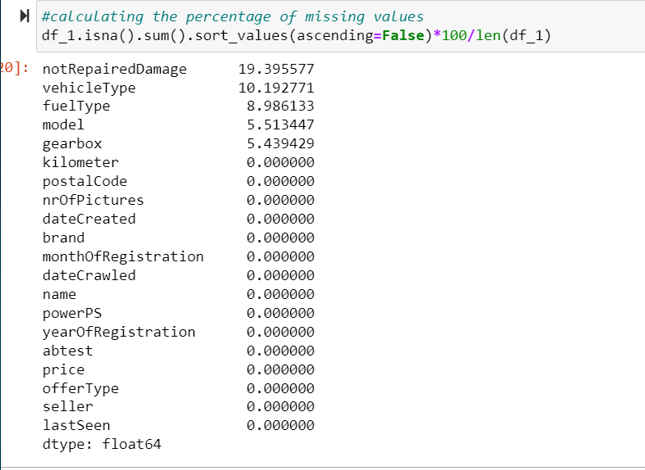 #calculating the percentage of missing values
df_1.isna().sum().sort_values(ascending=False)*100/len(df_1)
20]: notRepairedDamage 19.395577
vehicleType 10.192771
fuelType 8.986133
model 5.513447
gearbox 5.439429
kilometer 0.000000
postalCode 0.000000
nrOfPictures 0.000000
dateCreated 0.000000
brand 0.000000
monthOfRegistration 0.000000
dateCrawled 0.000000
name 0.000000
powerPS 0.000000
yearOfRegistration 0.000000
abtest 0.000000
price 0.000000
offerType 0.000000
seller 0.000000
lastSeen 0.000000
dtype: float64